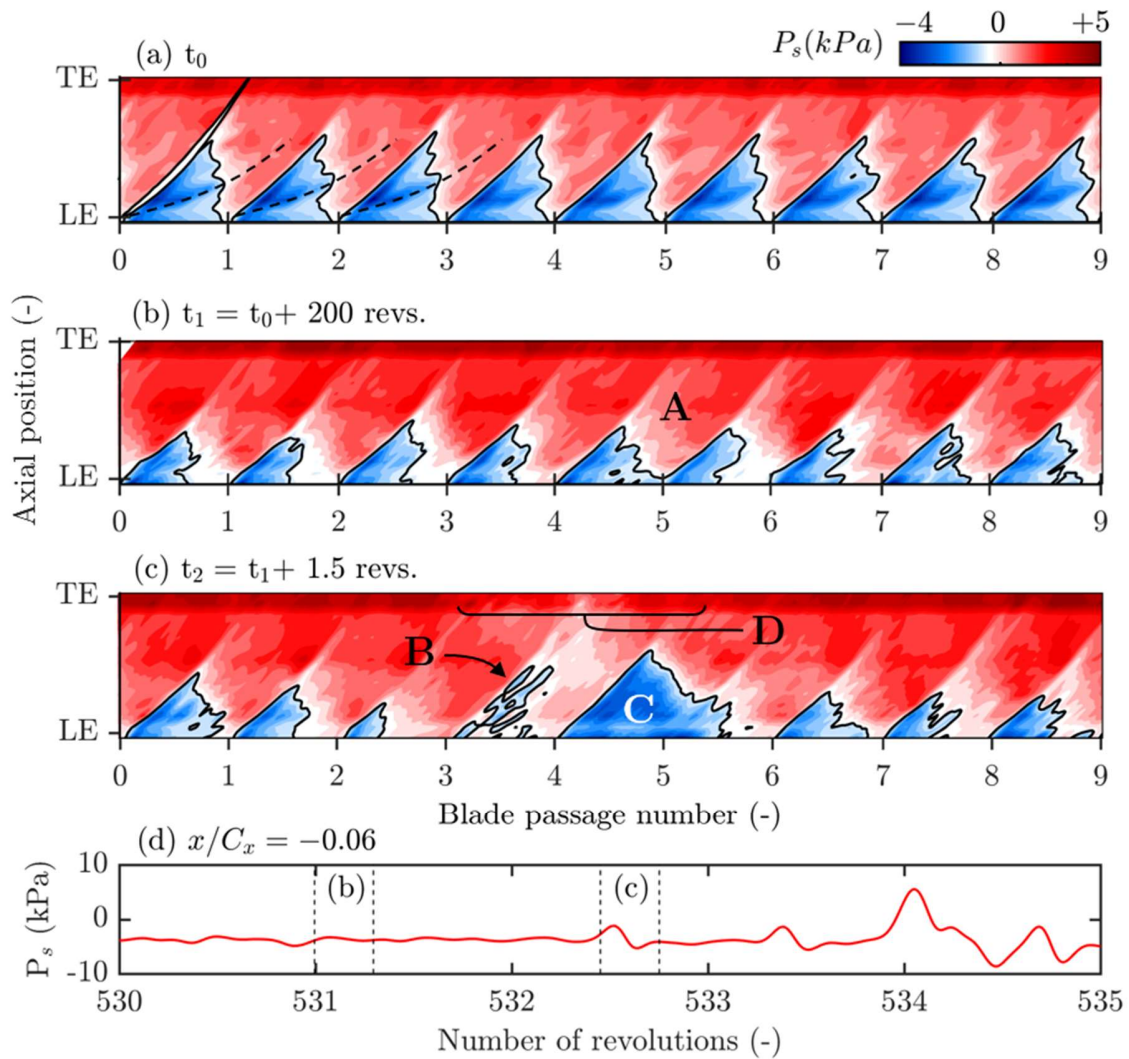 (a) t0
Ps(kPa) −4 0 +5
TE
LE
0 1 2 3 4 5 6 7 8 9
(b) t1 = t0+ 200 revs.
TE
A
LE
0 1 2 3 4 5 6 7 8 9
Axial position (-)
(c) t2 = t1+ 1.5 revs.
TE
D
B
C
LE
0 1 2 3 4 5 6 7 8 9
Blade passage number (-)
(d) x/Cx = −0.06
10
(b) (c)
0
-10
Ps (kPa)
530 531 532 533 534 535
Number of revolutions (-)